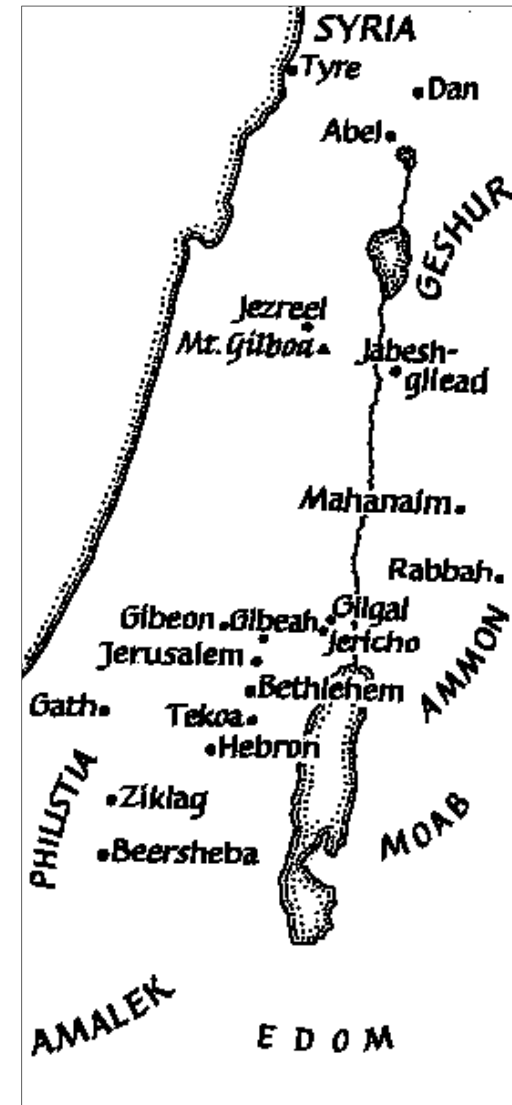 SYRIA
Tyre
Dan
Abel
GESHUR
Jezreel
Mt. Gilboa
Jabesh-
gilead
Mahanaim
Rabbah
Gilgal
Gibeon
Gibeah
Jericho
Jerusalem
AMMON
Bethlehem
Gath
Tekoa
Hebron
PHILISTIA
Ziklag
MOAB
Beersheba
AMALEK
EDOM